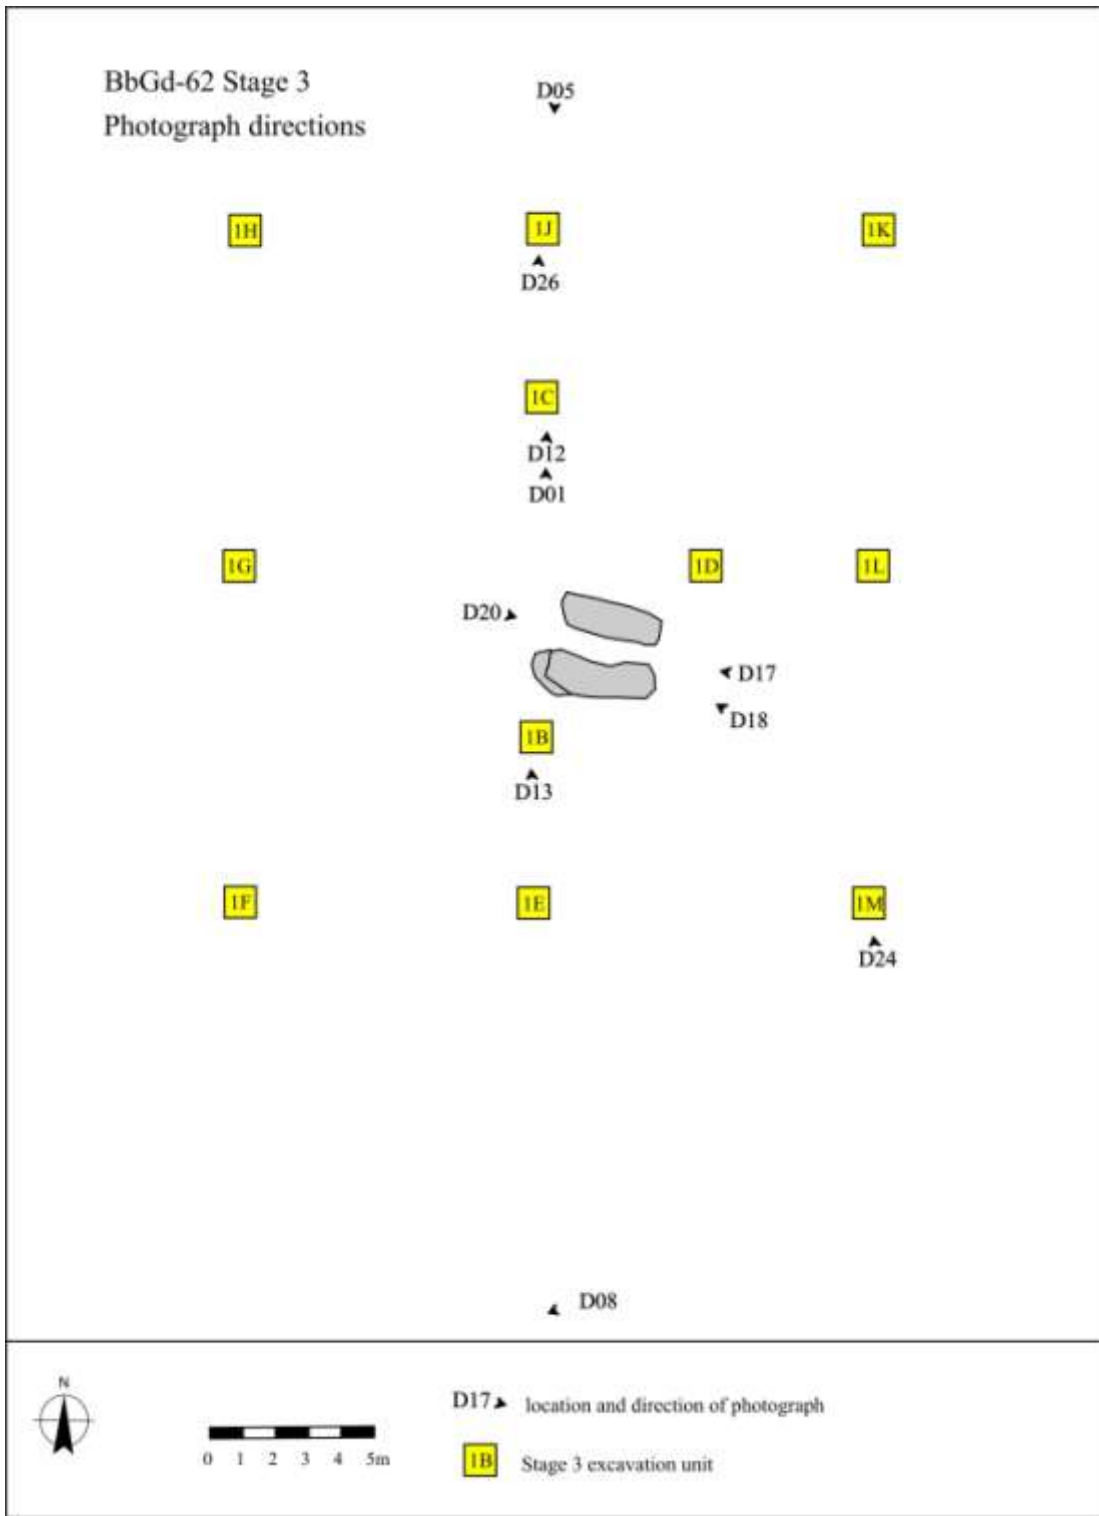 BbGd-62 Stage 3
Photograph directions
D05
1H
1J
1K
D26
1C
D12
D01
1G
1D
1L
D20
D17
D18
1B
D13
1F
1E
1M
D24
D08
N
0 1 2 3 4 5m
D17 location and direction of photograph
1B Stage 3 excavation unit